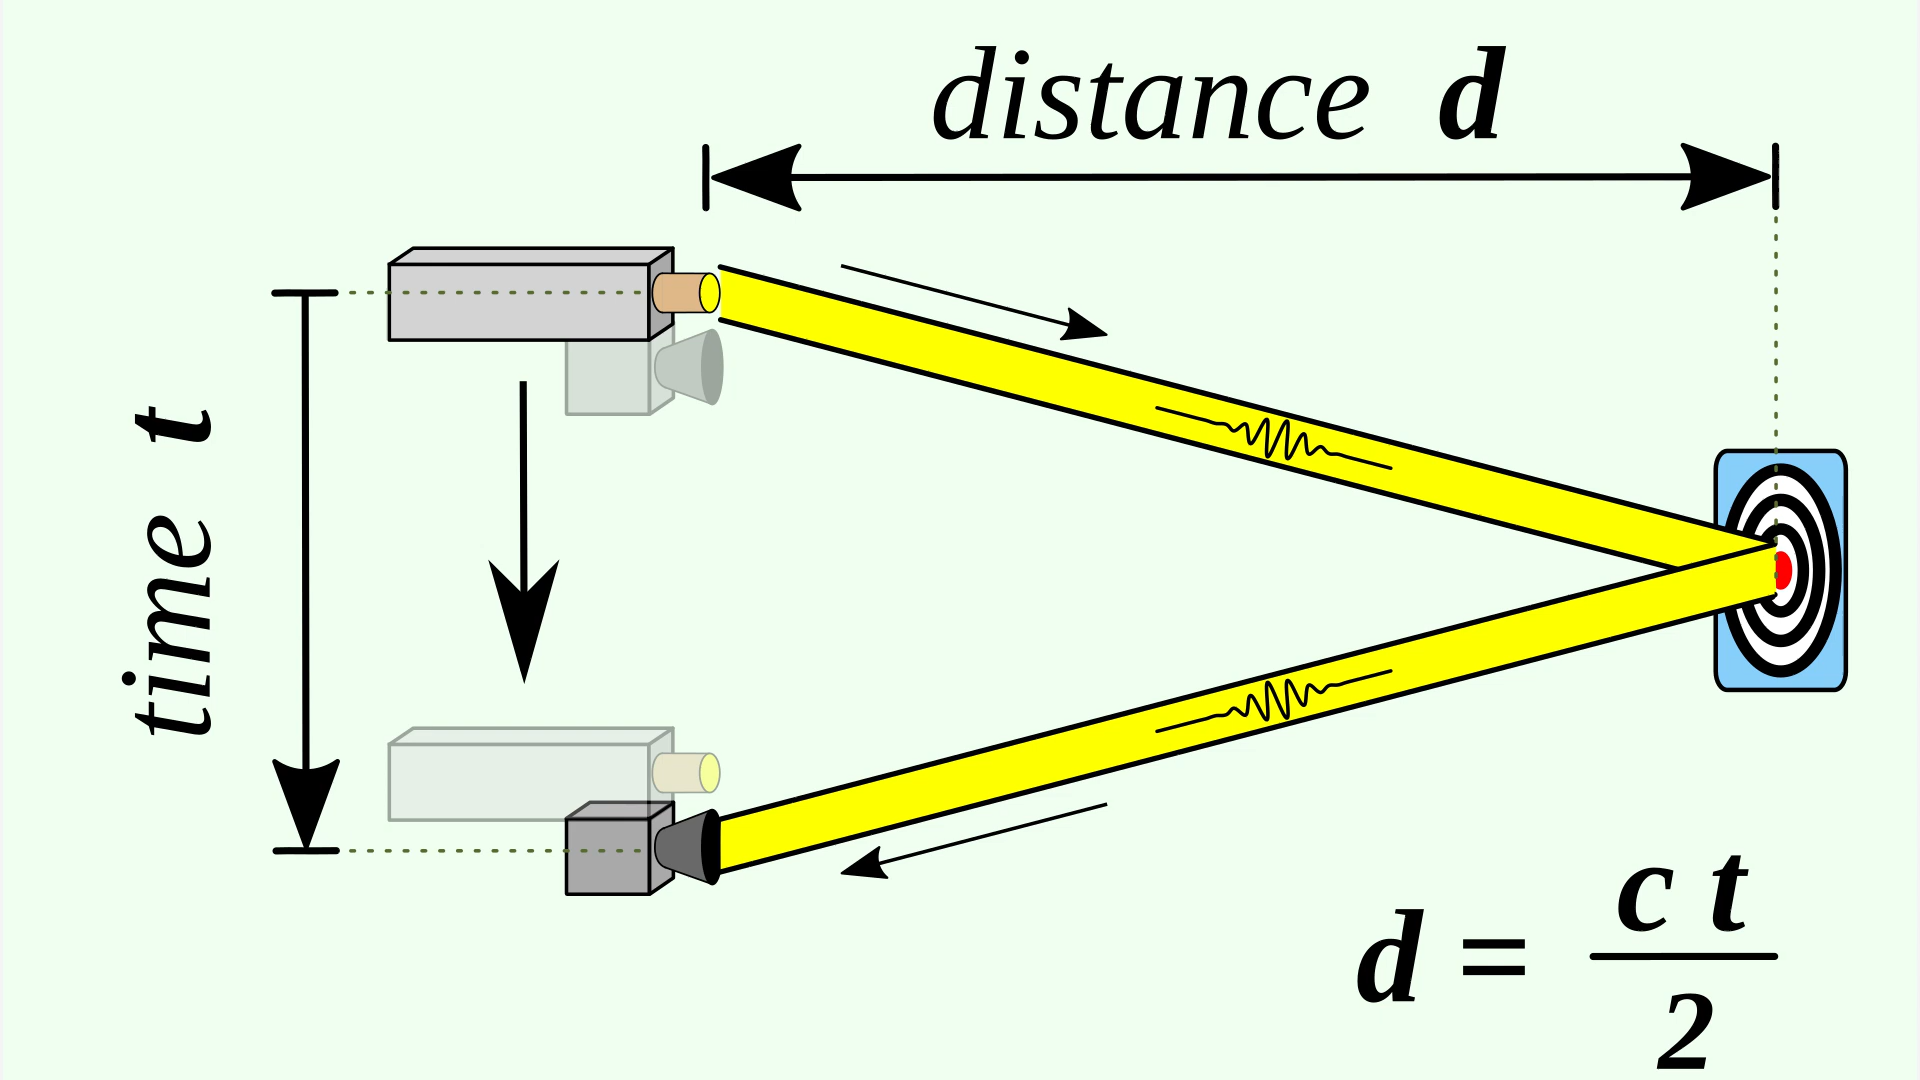 distance d
time t
d = c t / 2